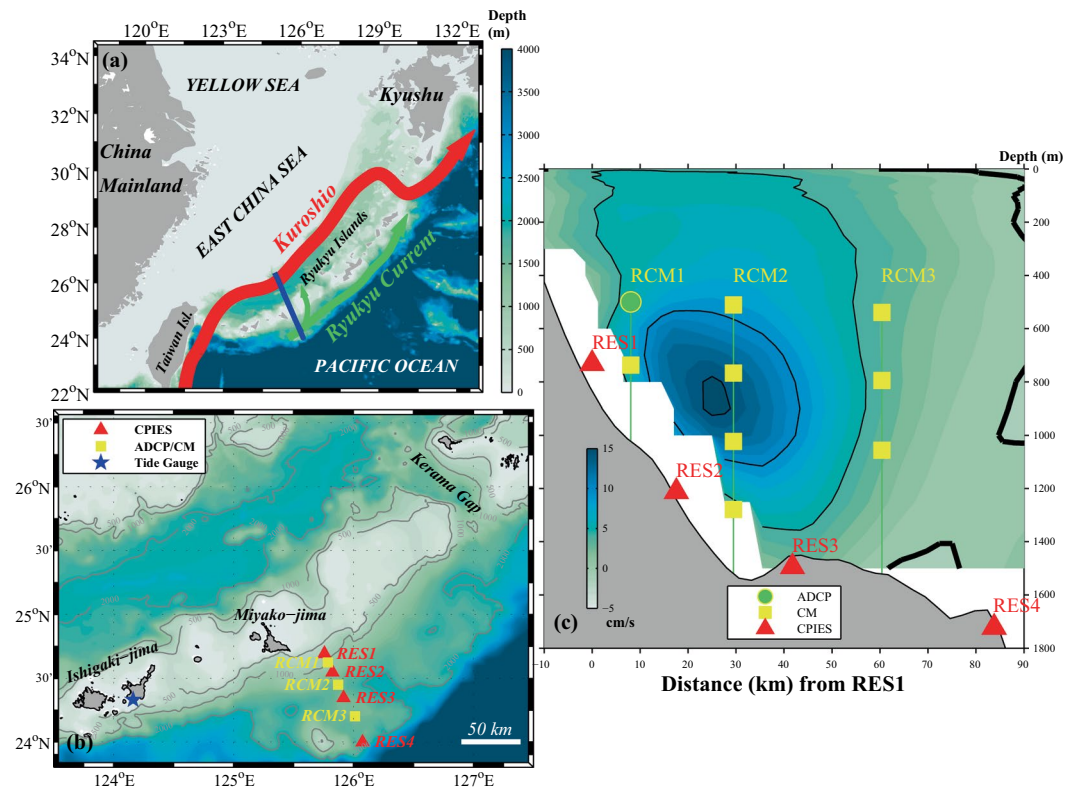 120°E 123°E 126°E 129°E 132°E
Depth
(m)
34°N
32°N
30°N
28°N
26°N
24°N
22°N
(a)
YELLOW SEA
Kyushu
China
Mainland
EAST CHINA SEA
Kuroshio
Ryukyu Islands
Ryukyu Current
Taiwan Isl.
PACIFIC OCEAN
4000
3500
3000
2500
2000
1500
1000
500
0
30'
26°N
30'
25°N
30'
24°N
CPIES
ADCP/CM
Tide Gauge
Kerama Gap
Miyako-jima
Ishigaki-jima
RES1
RCM1
RES2
RCM2
RES3
RCM3
RES4
500
1000
(b)
50 km
124°E 125°E 126°E 127°E
Depth (m)
0
200
400
600
800
1000
1200
1400
1600
1800
RCM1 RCM2 RCM3
RES1
RES2
RES3
RES4
15
10
5
0
−5
cm/s
ADCP
CM
CPIES
(c)
−10 0 10 20 30 40 50 60 70 80 90
Distance (km) from RES1